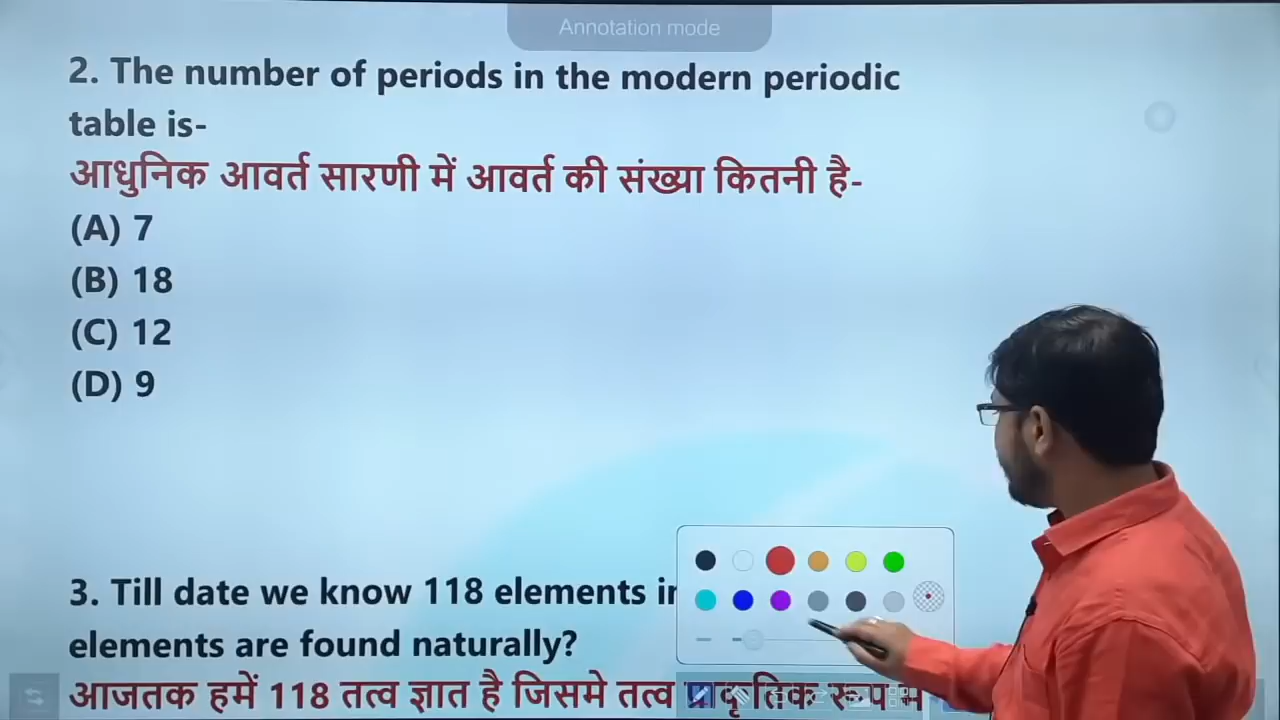 Annotation mode
2. The number of periods in the modern periodic
table is-
आधुनिक आवर्त सारणी में आवर्त की संख्या कितनी है-
(A) 7
(B) 18
(C) 12
(D) 9
3. Till date we know 118 elements
elements are found naturally?
आजतक हमें 118 तत्व ज्ञात है जिसमे तत्व